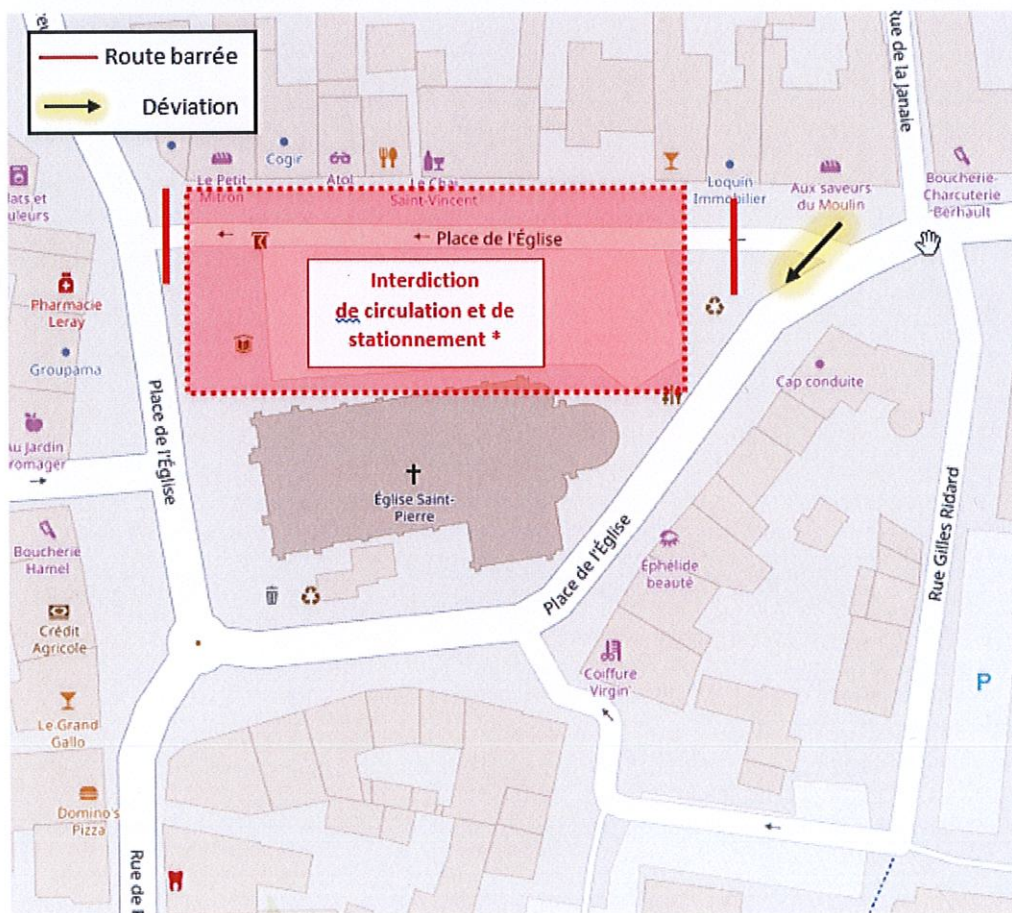 Route barrée
Déviation
Rue de la Janaie
Cogir
Le Petit
Mitron
Atol
Le Chai
Saint-Vincent
Loquin
Immobilier
Aux saveurs
du Moulin
Boucherie-
Charcuterie
Berhault
Place de l'Église
Interdiction
de circulation et de
stationnement *
Pharmacie
Leray
Groupama
Cap conduite
Au Jardin
Place de l'Église
Église Saint-
Pierre
Boucherie
Hamel
Place de l'Église
Éphélide
beauté
Rue Gilles Ridard
Crédit
Agricole
Coiffure
Virgin'
P
Le Grand
Gallo
Domino's
Pizza
Rue de